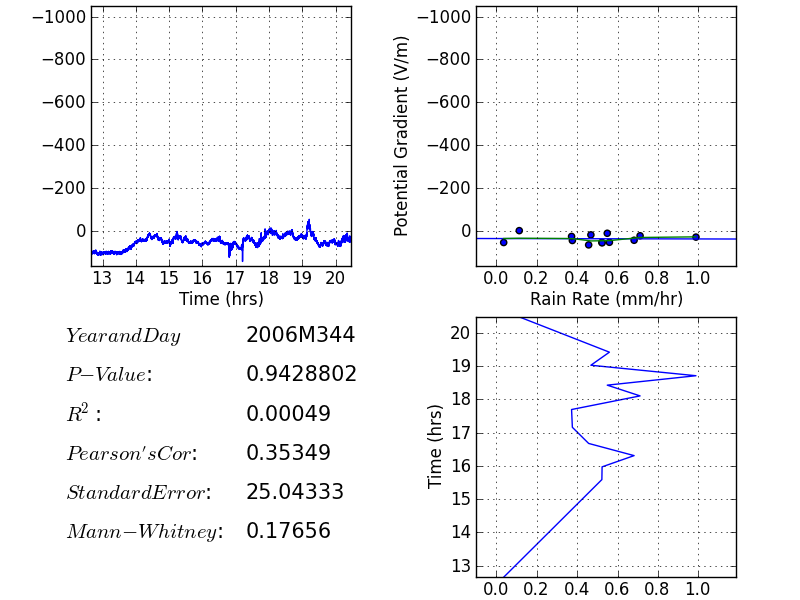 −1000
−800
−600
−400
−200
0
13 14 15 16 17 18 19 20
Time (hrs)
Potential Gradient (V/m)
−1000
−800
−600
−400
−200
0
0.0 0.2 0.4 0.6 0.8 1.0
Rain Rate (mm/hr)
YearandDay 2006M344
P−Value: 0.9428802
R²: 0.00049
Pearson'sCor: 0.35349
StandardError: 25.04333
Mann−Whitney: 0.17656
Time (hrs)
20
19
18
17
16
15
14
13
0.0 0.2 0.4 0.6 0.8 1.0